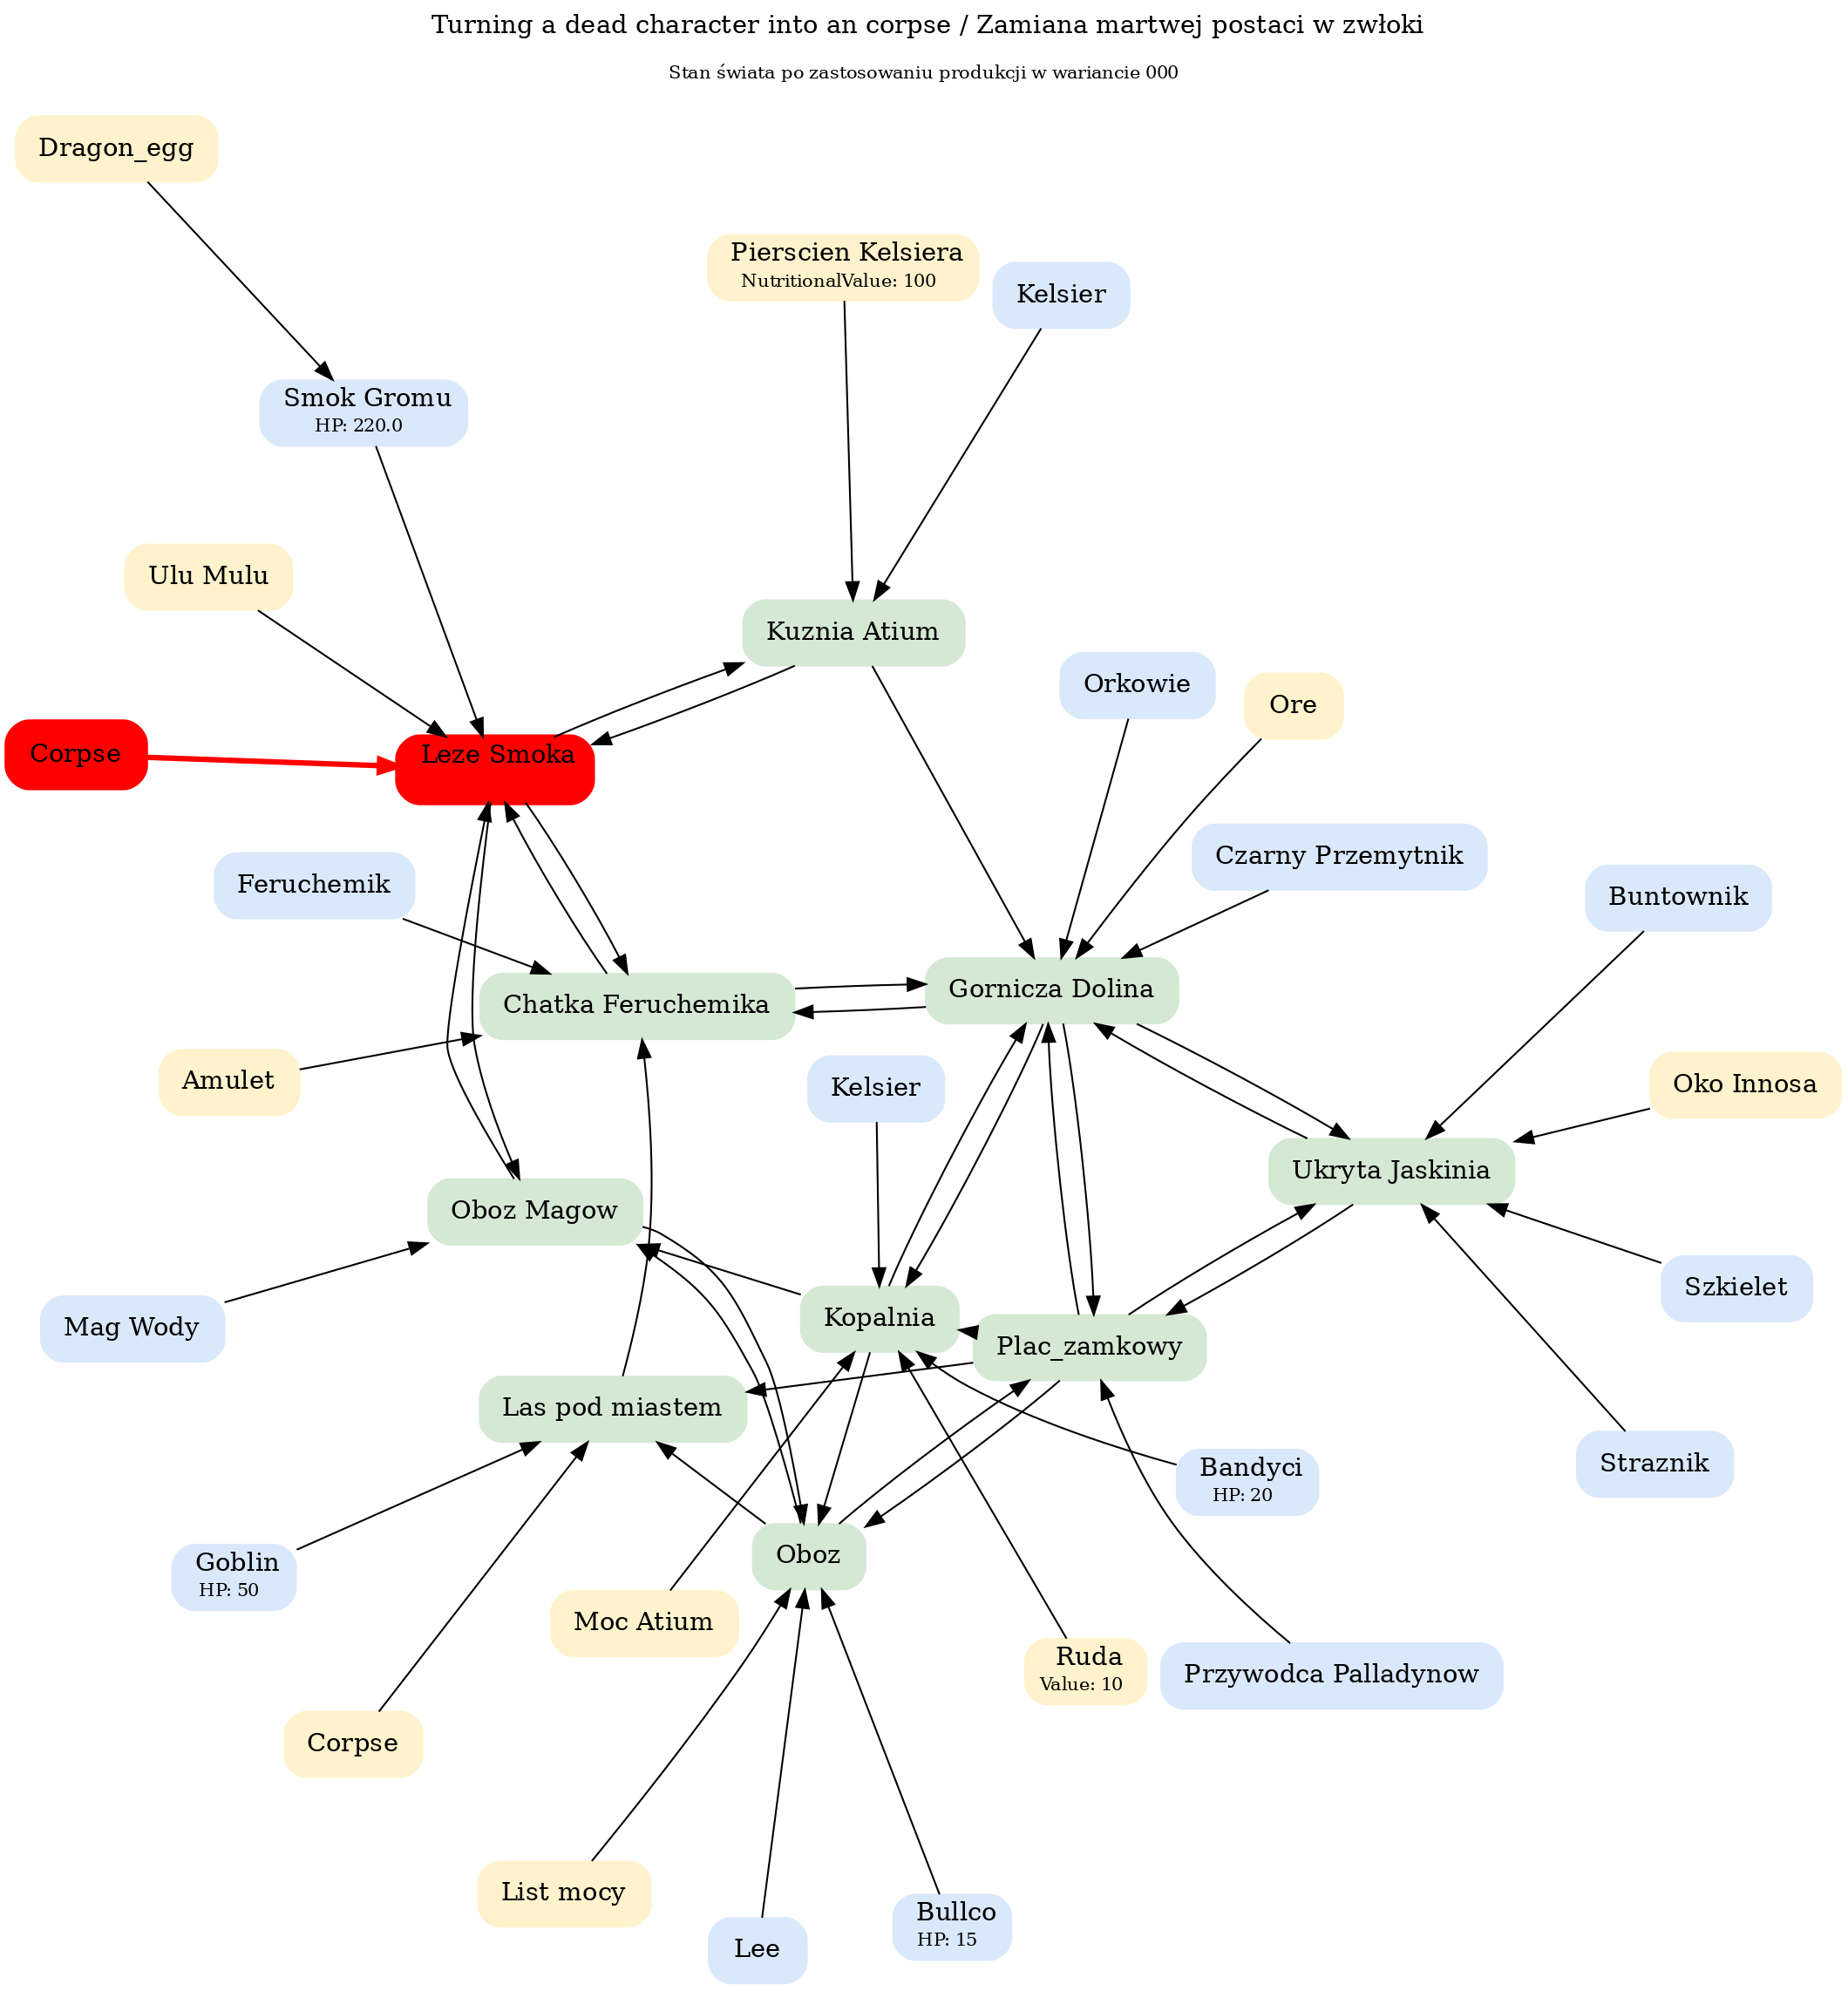 Turning a dead character into an corpse / Zamiana martwej postaci w zwłoki
Stan świata po zastosowaniu produkcji w wariancie 000
Dragon_egg
Pierscien Kelsiera
NutritionalValue: 100
Kelsier
Smok Gromu
HP: 220.0
Ulu Mulu
Kuznia Atium
Orkowie
Ore
Corpse
Leze Smoka
Czarny Przemytnik
Feruchemik
Buntownik
Gornicza Dolina
Chatka Feruchemika
Amulet
Kelsier
Oko Innosa
Ukryta Jaskinia
Oboz Magow
Szkielet
Mag Wody
Kopalnia
Plac_zamkowy
Las pod miastem
Straznik
Bandyci
HP: 20
Oboz
Goblin
HP: 50
Moc Atium
Ruda
Value: 10
Przywodca Palladynow
Corpse
List mocy
Bullco
HP: 15
Lee